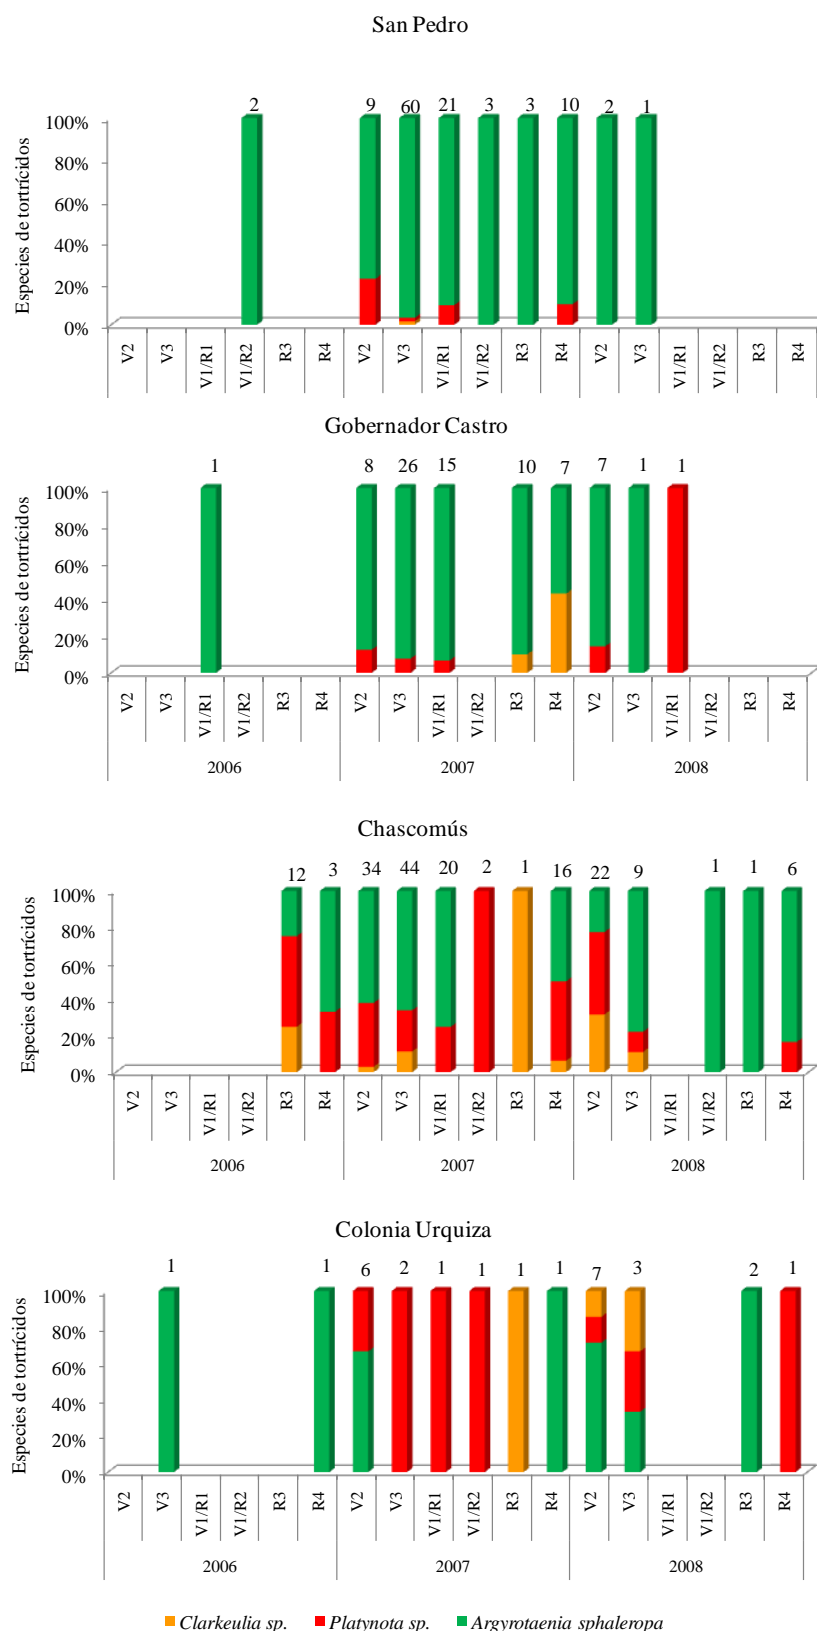 San Pedro
2 9 60 21 3 3 10 2 1
Especies de tortrícidos
100%
80%
60%
40%
20%
0%
V2 V3 V1/R1 V1/R2 R3 R4 V2 V3 V1/R1 V1/R2 R3 R4 V2 V3 V1/R1 V1/R2 R3 R4
Gobernador Castro
1 8 26 15 10 7 7 1 1
Especies de tortrícidos
100%
80%
60%
40%
20%
0%
V2 V3 V1/R1 V1/R2 R3 R4 V2 V3 V1/R1 V1/R2 R3 R4 V2 V3 V1/R1 V1/R2 R3 R4
2006 2007 2008
Chascomús
12 3 34 44 20 2 1 16 22 9 1 1 6
Especies de tortrícidos
100%
80%
60%
40%
20%
0%
V2 V3 V1/R1 V1/R2 R3 R4 V2 V3 V1/R1 V1/R2 R3 R4 V2 V3 V1/R1 V1/R2 R3 R4
2006 2007 2008
Colonia Urquiza
1 1 6 2 1 1 1 1 7 3 2 1
Especies de tortrícidos
100%
80%
60%
40%
20%
0%
V2 V3 V1/R1 V1/R2 R3 R4 V2 V3 V1/R1 V1/R2 R3 R4 V2 V3 V1/R1 V1/R2 R3 R4
2006 2007 2008
Clarkeulia sp. Platynota sp. Argyrotaenia sphaleropa